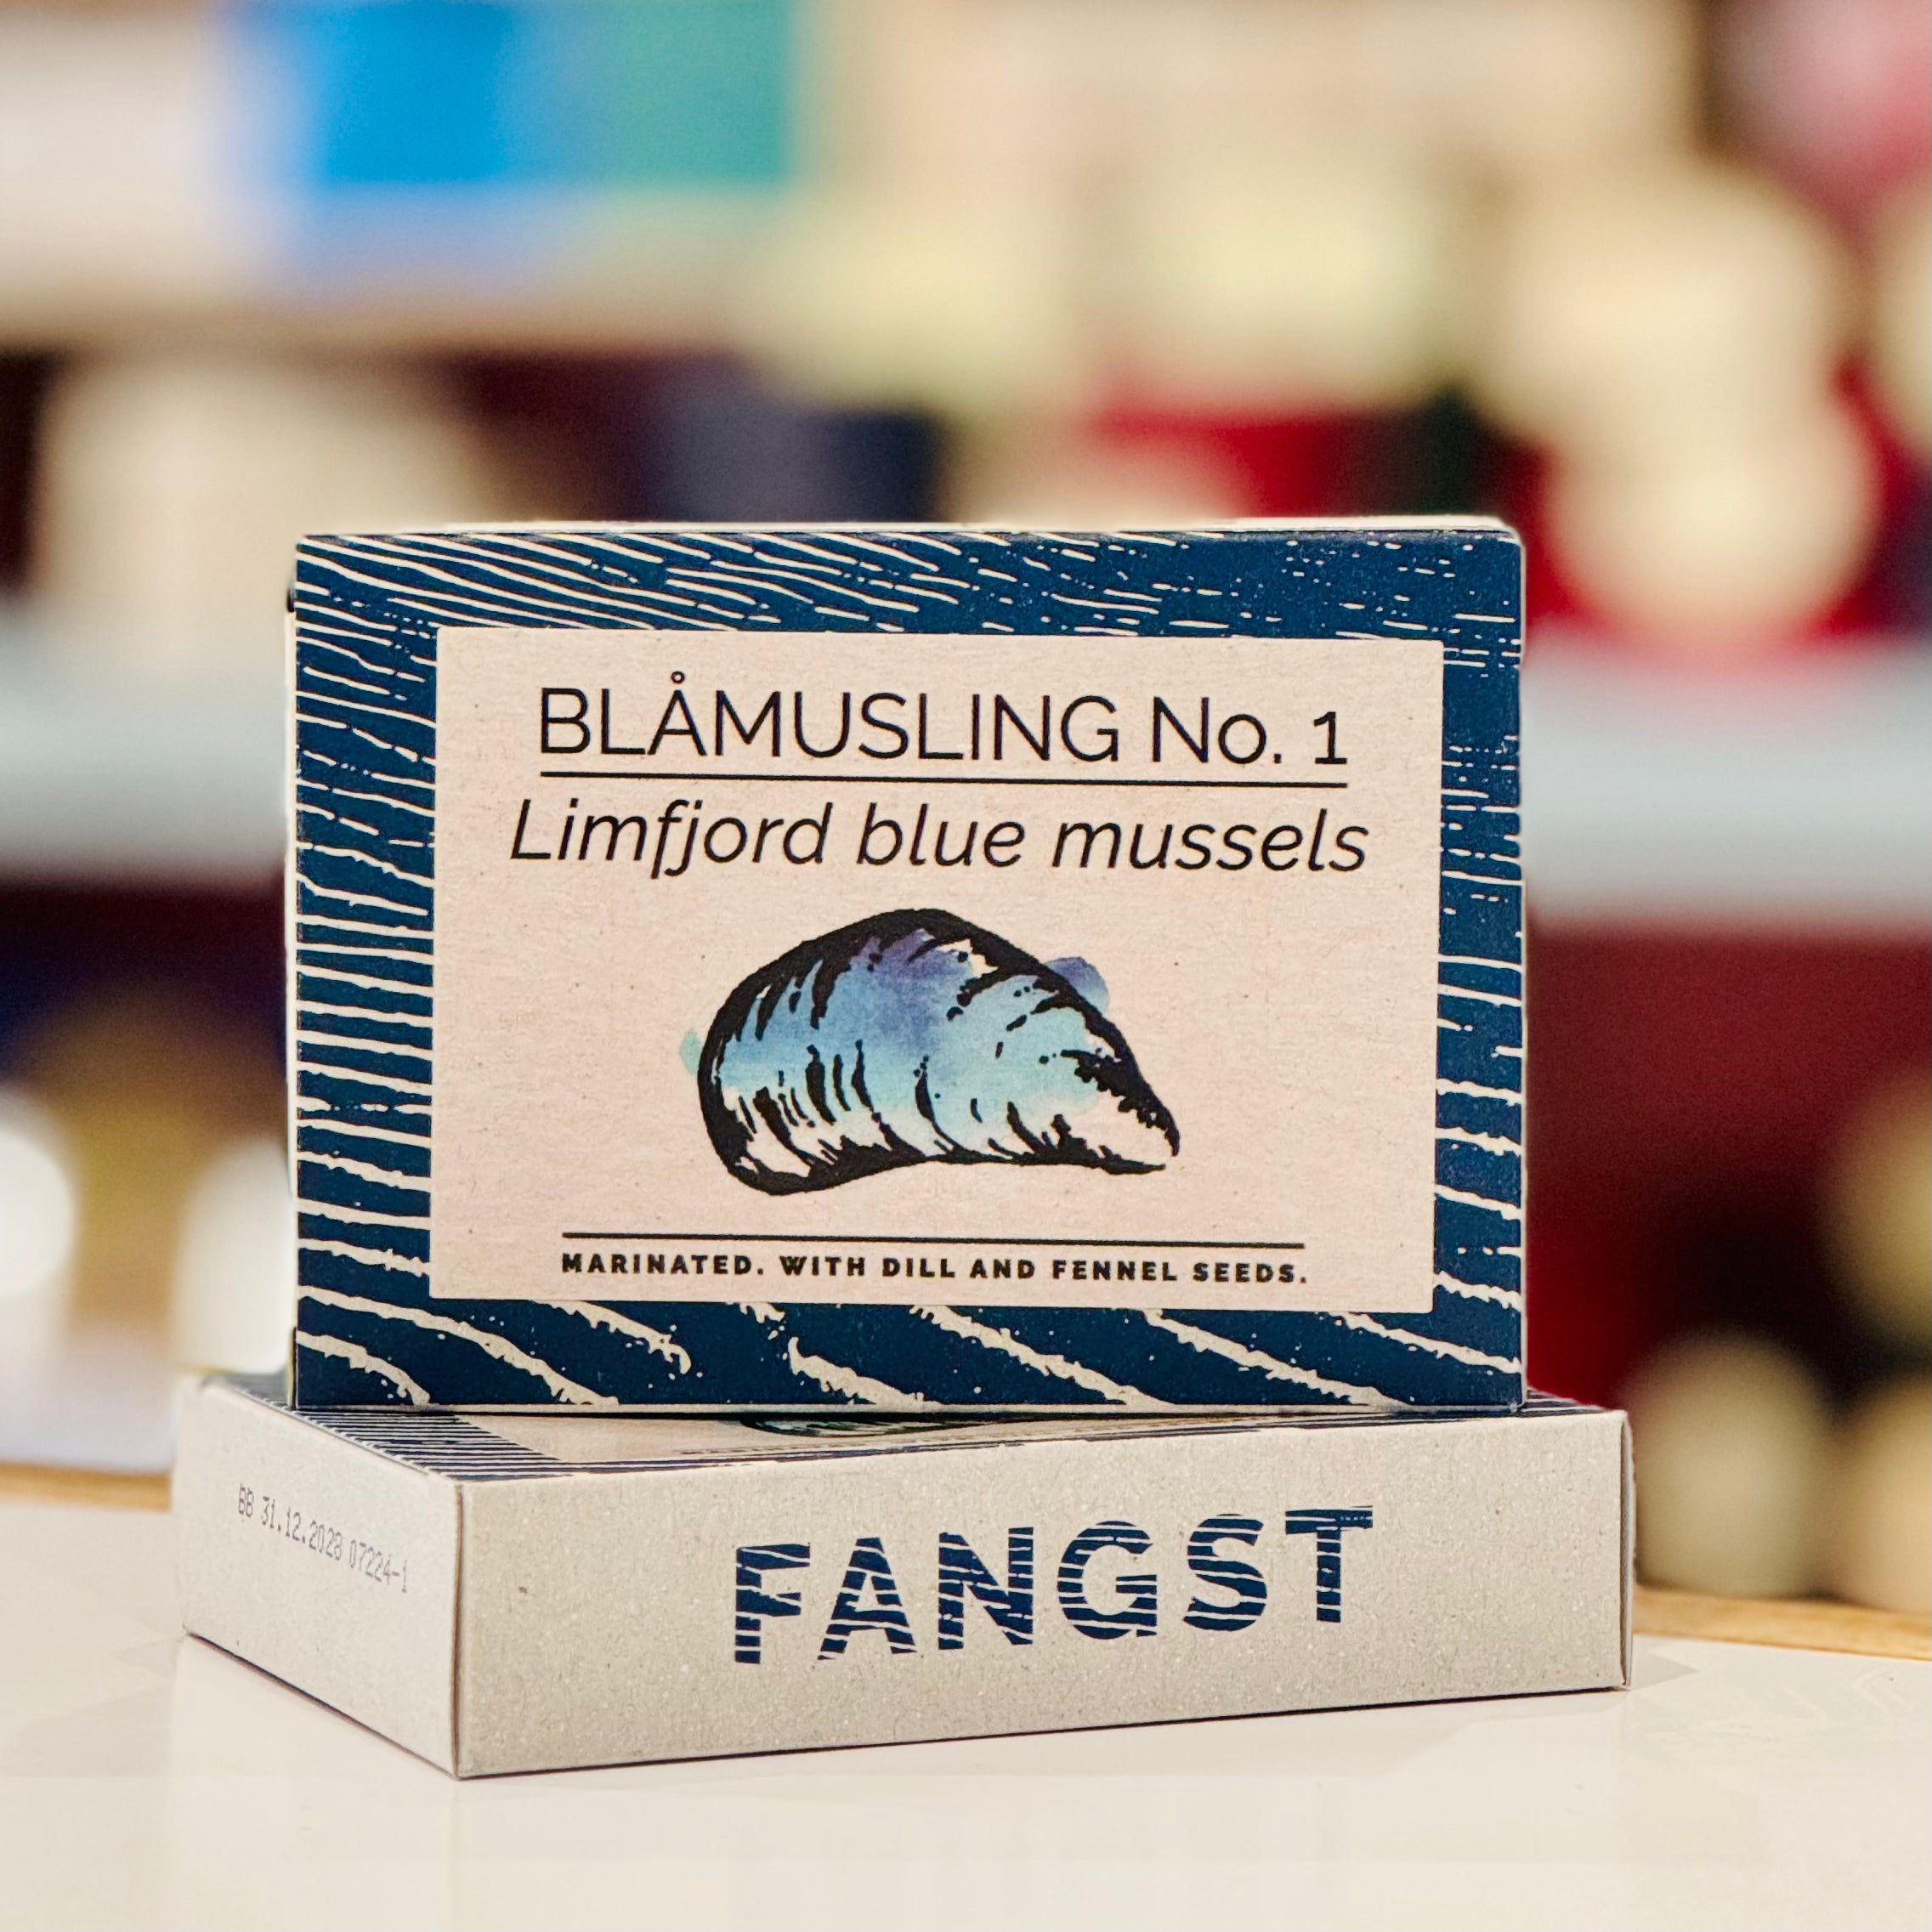 BLÅMUSLING No. 1
Limfjord blue mussels
MARINATED. WITH DILL AND FENNEL SEEDS.
BB 31.12.2028 07224-1
FANGST